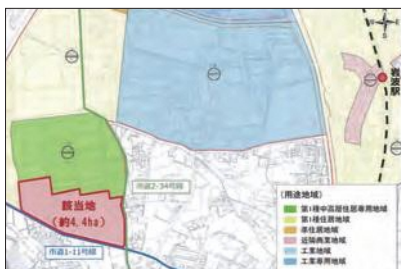 N
岩波駅
市道2-34号線
該当地
(約4.4ha)
市道1-11号線
(用途地域)
第1種中高層住居専用地域
第1種住居地域
準住居地域
近隣商業地域
工業地域
工業専用地域